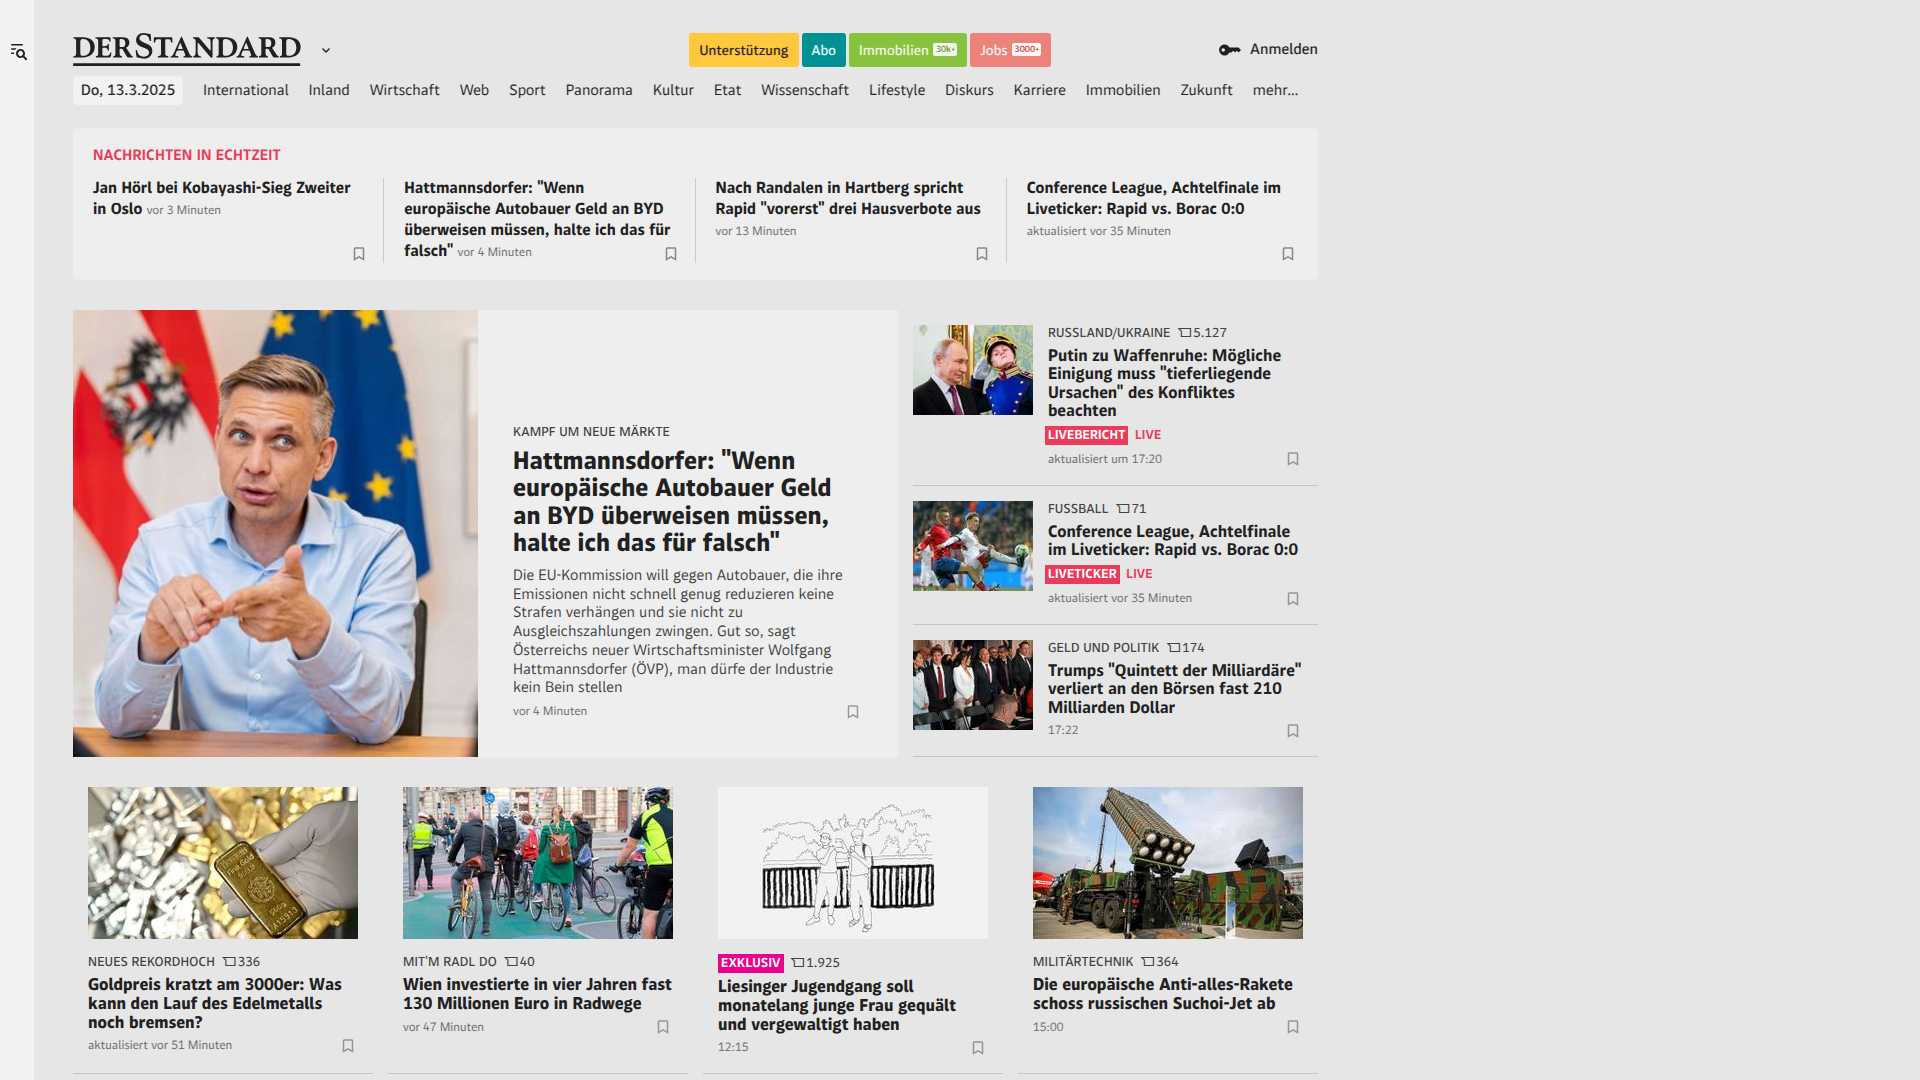 DERSTANDARD
Unterstützung
Abo
Immobilien 30k+
Jobs 3000+
Anmelden
Do, 13.3.2025
International
Inland
Wirtschaft
Web
Sport
Panorama
Kultur
Etat
Wissenschaft
Lifestyle
Diskurs
Karriere
Immobilien
Zukunft
mehr...
NACHRICHTEN IN ECHTZEIT
Jan Hörl bei Kobayashi-Sieg Zweiter
in Oslo vor 3 Minuten
Hattmannsdorfer: "Wenn
europäische Autobauer Geld an BYD
überweisen müssen, halte ich das für
falsch" vor 4 Minuten
Nach Randalen in Hartberg spricht
Rapid "vorerst" drei Hausverbote aus
vor 13 Minuten
Conference League, Achtelfinale im
Liveticker: Rapid vs. Borac 0:0
aktualisiert vor 35 Minuten
KAMPF UM NEUE MÄRKTE
Hattmannsdorfer: "Wenn
europäische Autobauer Geld
an BYD überweisen müssen,
halte ich das für falsch"
Die EU-Kommission will gegen Autobauer, die ihre
Emissionen nicht schnell genug reduzieren keine
Strafen verhängen und sie nicht zu
Ausgleichszahlungen zwingen. Gut so, sagt
Österreichs neuer Wirtschaftsminister Wolfgang
Hattmannsdorfer (ÖVP), man dürfe der Industrie
kein Bein stellen
vor 4 Minuten
RUSSLAND/UKRAINE 5.127
Putin zu Waffenruhe: Mögliche
Einigung muss "tieferliegende
Ursachen" des Konfliktes
beachten
LIVEBERICHT LIVE
aktualisiert um 17:20
FUSSBALL 71
Conference League, Achtelfinale
im Liveticker: Rapid vs. Borac 0:0
LIVETICKER LIVE
aktualisiert vor 35 Minuten
GELD UND POLITIK 174
Trumps "Quintett der Milliardäre"
verliert an den Börsen fast 210
Milliarden Dollar
17:22
NEUES REKORDHOCH 336
Goldpreis kratzt am 3000er: Was
kann den Lauf des Edelmetalls
noch bremsen?
aktualisiert vor 51 Minuten
MIT'M RADL DO 40
Wien investierte in vier Jahren fast
130 Millionen Euro in Radwege
vor 47 Minuten
EXKLUSIV 1.925
Liesinger Jugendgang soll
monatelang junge Frau gequält
und vergewaltigt haben
12:15
MILITÄRTECHNIK 364
Die europäische Anti-alles-Rakete
schoss russischen Suchoi-Jet ab
15:00